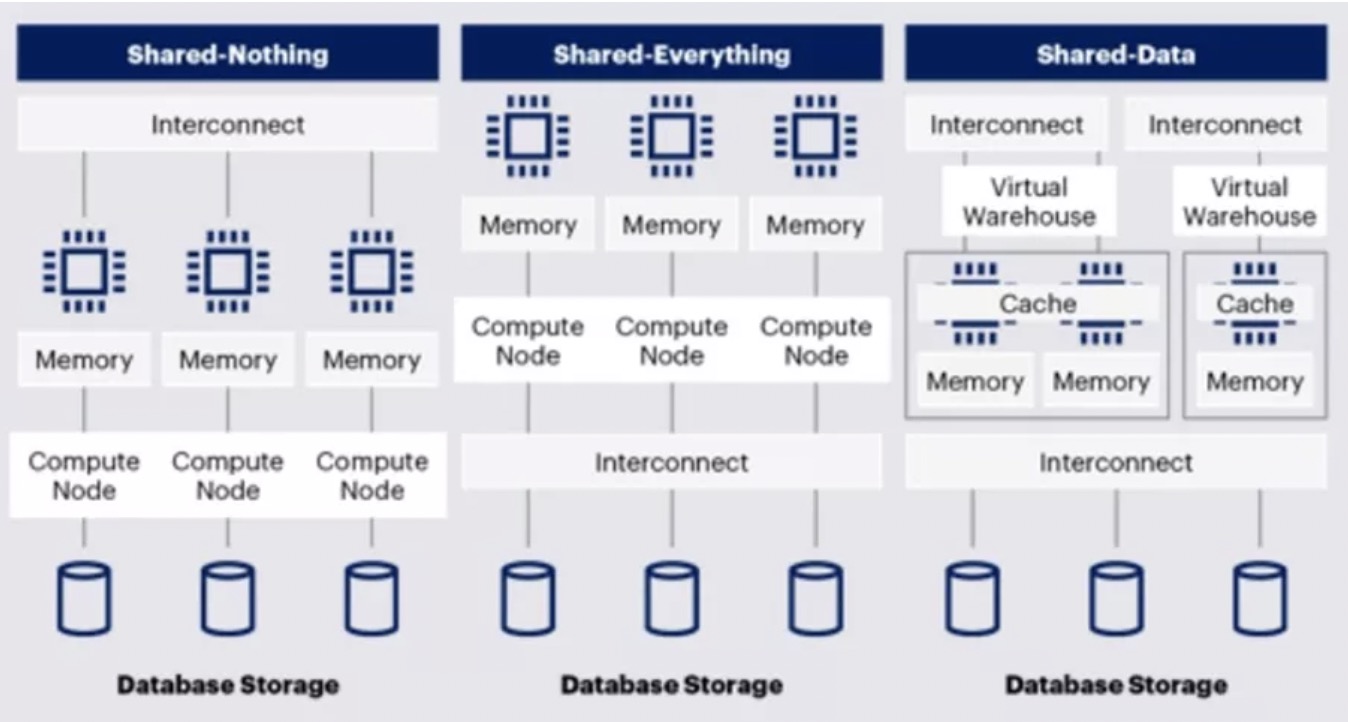 Shared-Nothing
Interconnect
Memory Memory Memory
Compute Compute Compute
Node Node Node
Database Storage
Shared-Everything
Memory Memory Memory
Compute Compute Compute
Node Node Node
Interconnect
Database Storage
Shared-Data
Interconnect Interconnect
Virtual Virtual
Warehouse Warehouse
Cache Cache
Memory Memory Memory
Interconnect
Database Storage